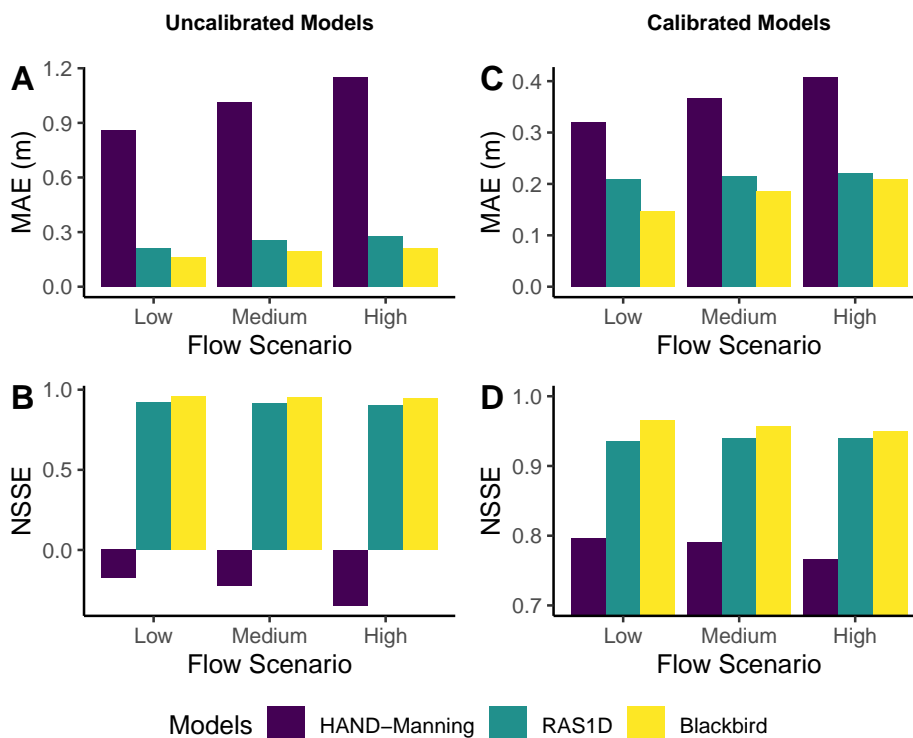 Uncalibrated Models
Calibrated Models
A
1.2
0.9
0.6
0.3
0.0
MAE (m)
Low Medium High
Flow Scenario
C
0.4
0.3
0.2
0.1
0.0
MAE (m)
Low Medium High
Flow Scenario
B
1.0
0.5
0.0
NSSE
Low Medium High
Flow Scenario
D
1.0
0.9
0.8
0.7
NSSE
Low Medium High
Flow Scenario
Models HAND−Manning RAS1D Blackbird